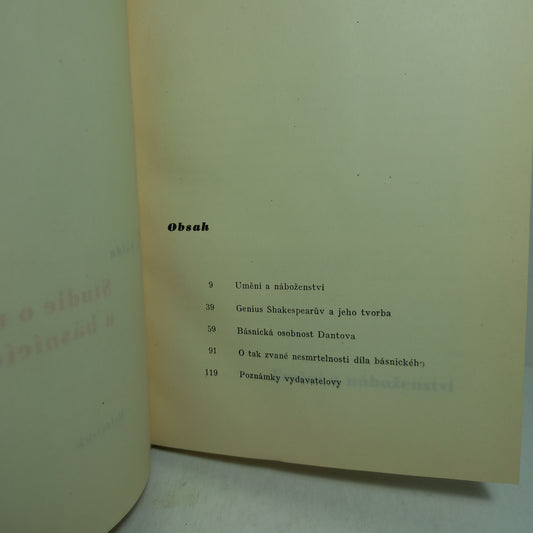 Obsah
9 Umění a náboženství
39 Genius Shakespearův a jeho tvorba
59 Básnická osobnost Dantova
91 O tak zvané nesmrtelnosti díla básnického
119 Poznámky vydavatelovy